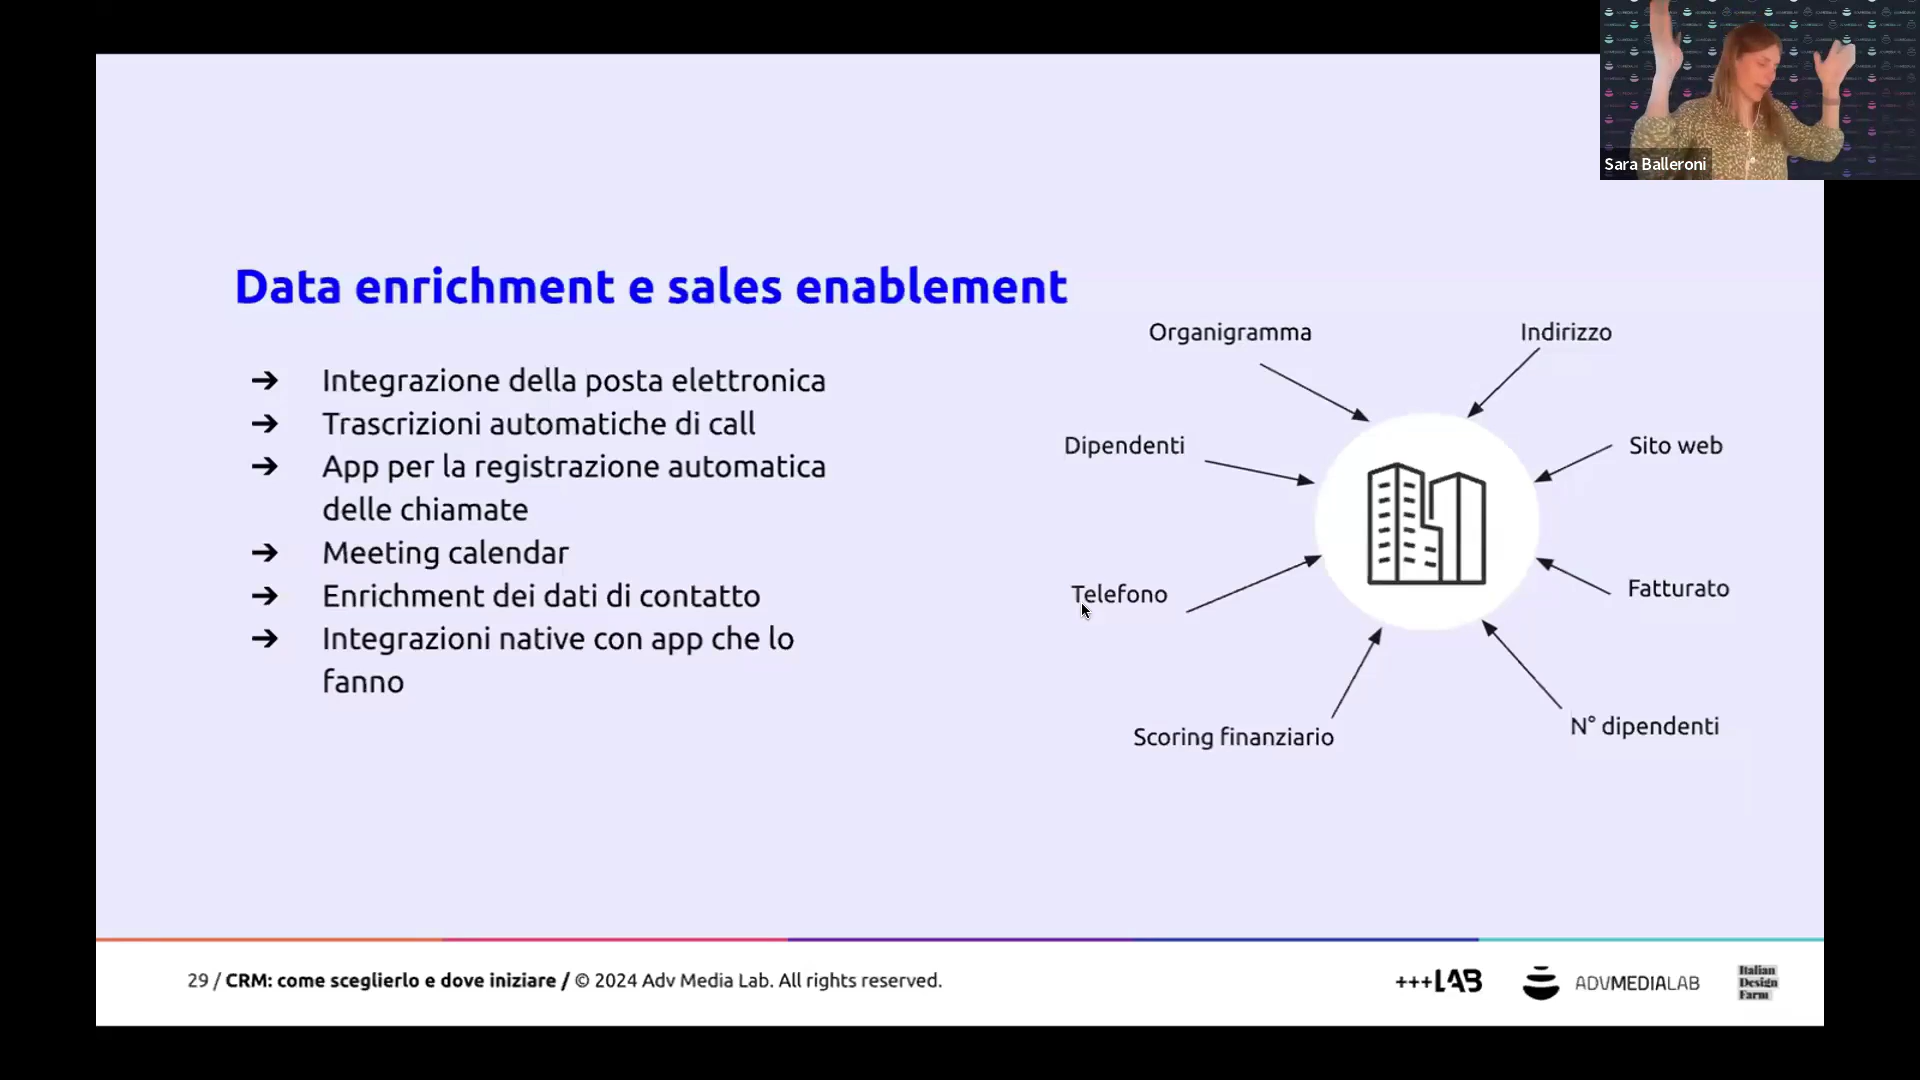 Sara Balleroni
Data enrichment e sales enablement
➔ Integrazione della posta elettronica
➔ Trascrizioni automatiche di call
➔ App per la registrazione automatica
delle chiamate
➔ Meeting calendar
➔ Enrichment dei dati di contatto
➔ Integrazioni native con app che lo
fanno
Organigramma
Indirizzo
Dipendenti
Sito web
Telefono
Fatturato
Scoring finanziario
N° dipendenti
29 / CRM: come sceglierlo e dove iniziare / © 2024 Adv Media Lab. All rights reserved.
+++LAB
ADVMEDIALAB
Italian
Design
Farm